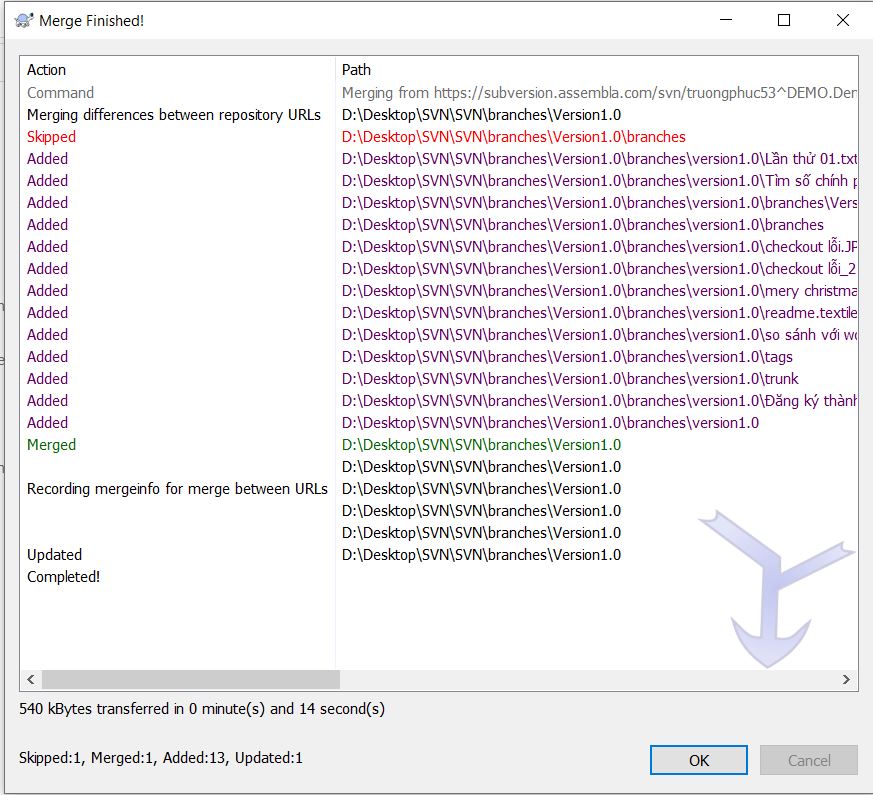 Merge Finished!
Action Path
Command Merging from https://subversion.assembla.com/svn/truongphuc53^DEMO.Den
Merging differences between repository URLs D:\Desktop\SVN\SVN\branches\Version1.0
Skipped D:\Desktop\SVN\SVN\branches\Version1.0\branches
Added D:\Desktop\SVN\SVN\branches\Version1.0\branches\version1.0\Lần thử 01.txt
Added D:\Desktop\SVN\SVN\branches\Version1.0\branches\version1.0\Tìm số chính p
Added D:\Desktop\SVN\SVN\branches\Version1.0\branches\version1.0\branches\Vers
Added D:\Desktop\SVN\SVN\branches\Version1.0\branches\version1.0\branches
Added D:\Desktop\SVN\SVN\branches\Version1.0\branches\version1.0\checkout lỗi.JP
Added D:\Desktop\SVN\SVN\branches\Version1.0\branches\version1.0\checkout lỗi_2
Added D:\Desktop\SVN\SVN\branches\Version1.0\branches\version1.0\mery christma
Added D:\Desktop\SVN\SVN\branches\Version1.0\branches\version1.0\readme.textile
Added D:\Desktop\SVN\SVN\branches\Version1.0\branches\version1.0\so sánh với wo
Added D:\Desktop\SVN\SVN\branches\Version1.0\branches\version1.0\tags
Added D:\Desktop\SVN\SVN\branches\Version1.0\branches\version1.0\trunk
Added D:\Desktop\SVN\SVN\branches\Version1.0\branches\version1.0\Đăng ký thành
Added D:\Desktop\SVN\SVN\branches\Version1.0\branches\version1.0
Merged D:\Desktop\SVN\SVN\branches\Version1.0
D:\Desktop\SVN\SVN\branches\Version1.0
Recording mergeinfo for merge between URLs D:\Desktop\SVN\SVN\branches\Version1.0
D:\Desktop\SVN\SVN\branches\Version1.0
D:\Desktop\SVN\SVN\branches\Version1.0
Updated D:\Desktop\SVN\SVN\branches\Version1.0
Completed!
540 kBytes transferred in 0 minute(s) and 14 second(s)
Skipped:1, Merged:1, Added:13, Updated:1
OK Cancel